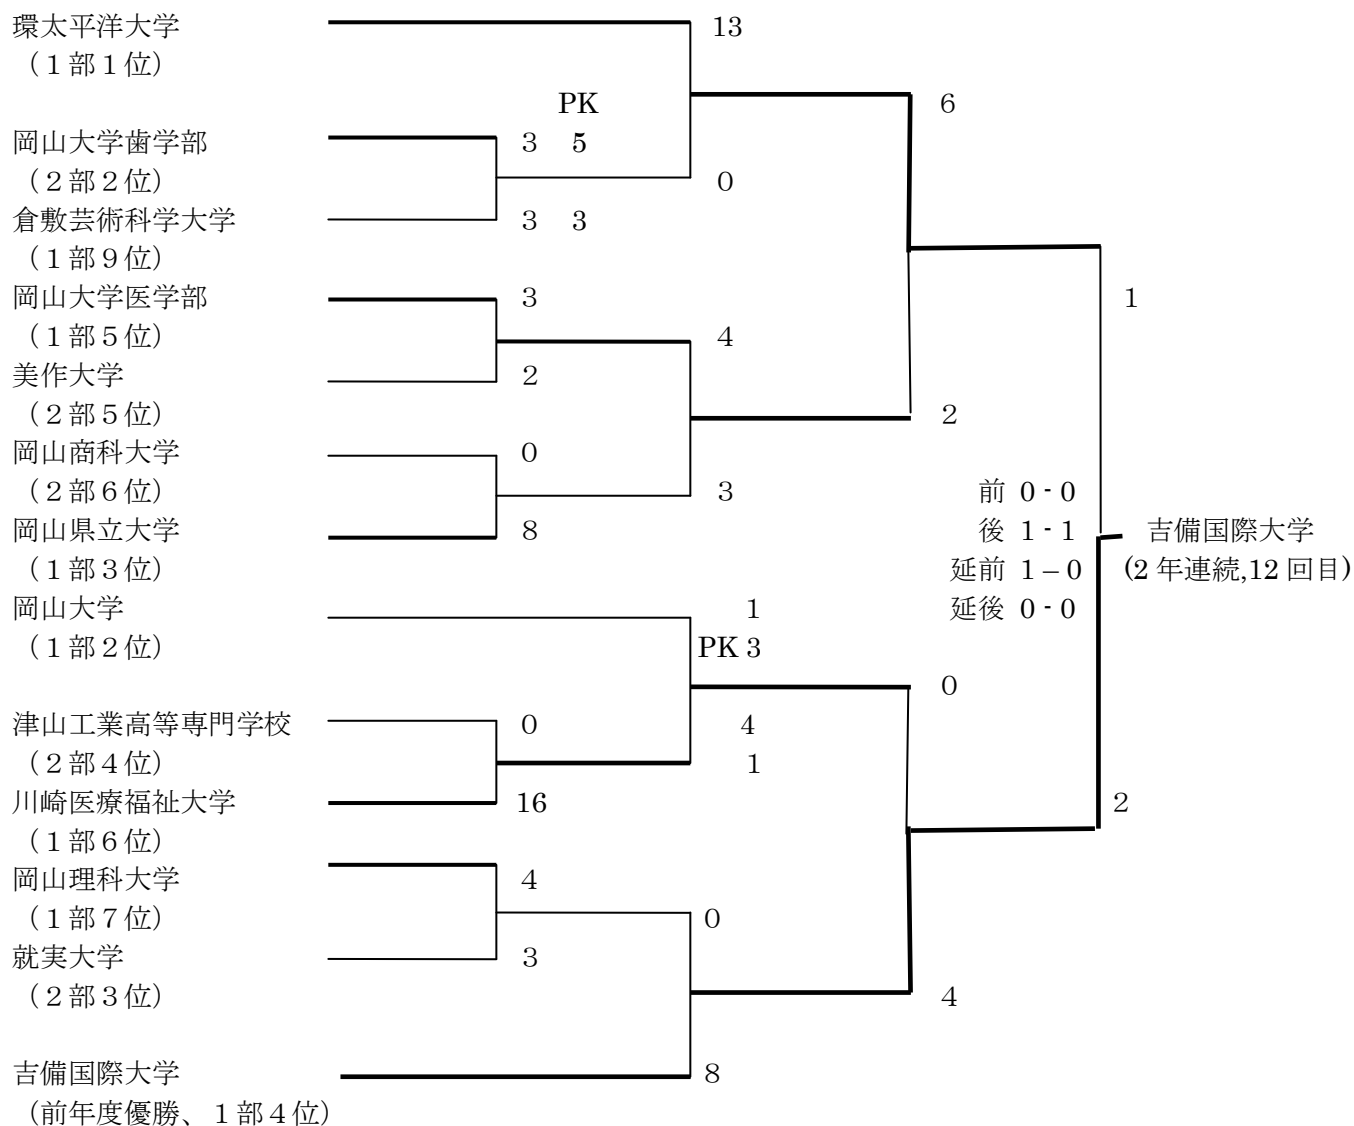 環太平洋大学 13
（１部１位）
PK 6
岡山大学歯学部 3 5
（２部２位） 0
倉敷芸術科学大学 3 3
（１部９位）
岡山大学医学部 3 1
（１部５位） 4
美作大学 2
（２部５位） 2
岡山商科大学 0
（２部６位） 3 前 0 - 0
岡山県立大学 8 後 1 - 1 吉備国際大学
（１部３位） 延前 1 – 0 (2 年連続,12 回目)
岡山大学 1 延後 0 - 0
（１部２位） PK 3
0
津山工業高等専門学校 0 4
（２部４位） 1
川崎医療福祉大学 16 2
（１部６位）
岡山理科大学 4
（１部７位） 0
就実大学 3
（２部３位） 4
吉備国際大学 8
（前年度優勝、１部４位）